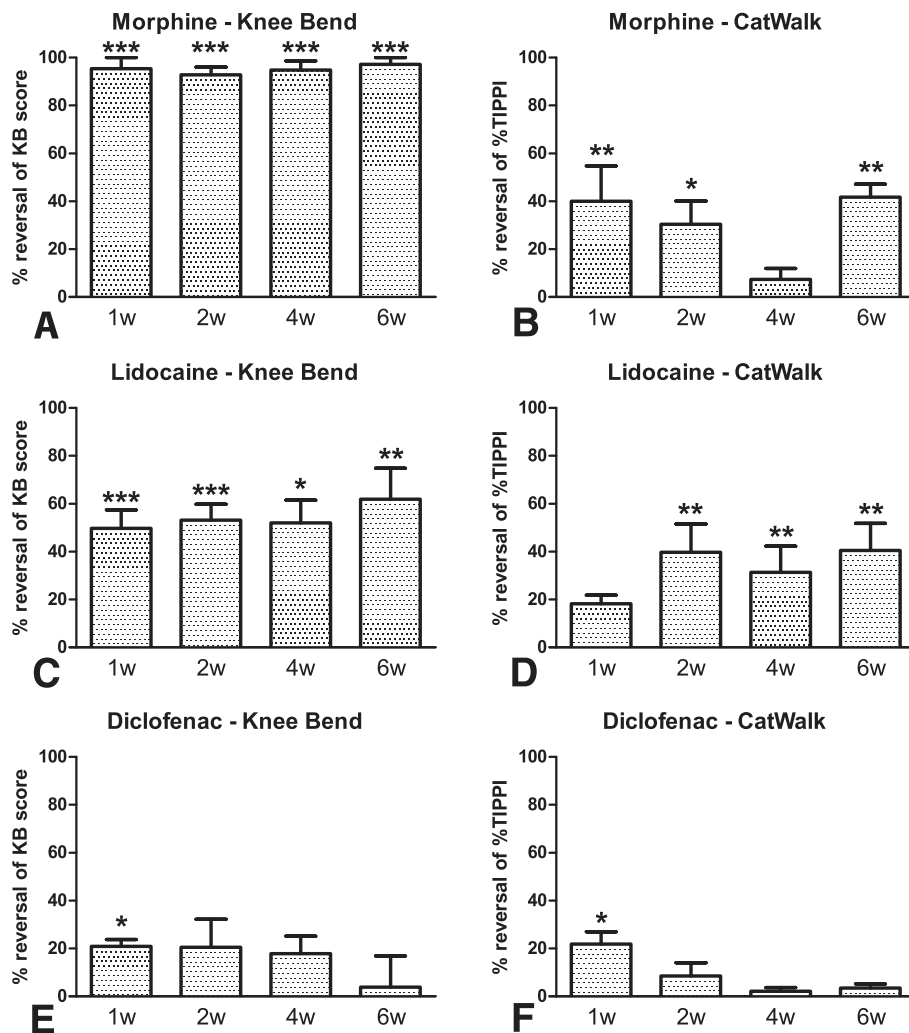 Morphine - Knee Bend
% reversal of KB score
100
80
60
40
20
0
*** *** *** ***
1w 2w 4w 6w
A
Morphine - CatWalk
% reversal of %TIPPI
100
80
60
40
20
0
** * **
1w 2w 4w 6w
B
Lidocaine - Knee Bend
% reversal of KB score
100
80
60
40
20
0
*** *** * **
1w 2w 4w 6w
C
Lidocaine - CatWalk
% reversal of %TIPPI
100
80
60
40
20
0
** ** **
1w 2w 4w 6w
D
Diclofenac - Knee Bend
% reversal of KB score
100
80
60
40
20
0
*
1w 2w 4w 6w
E
Diclofenac - CatWalk
% reversal of %TIPPI
100
80
60
40
20
0
*
1w 2w 4w 6w
F